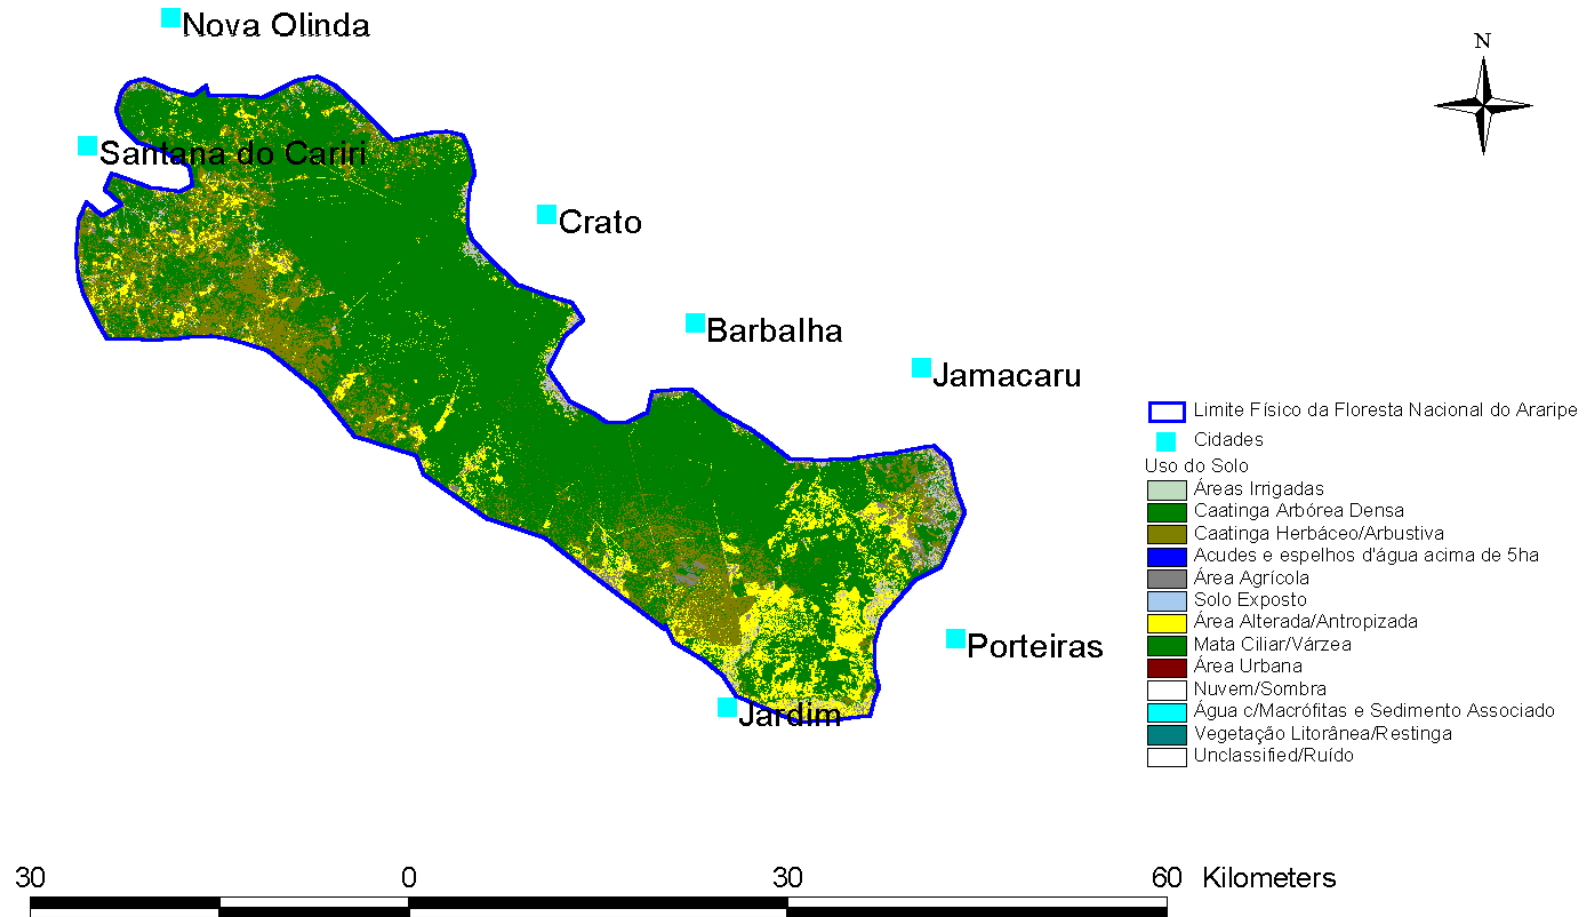 Nova Olinda
N
Santana do Cariri
Crato
Barbalha
Jamacaru
Limite Físico da Floresta Nacional do Araripe
Cidades
Uso do Solo
Áreas Irrigadas
Caatinga Arbórea Densa
Caatinga Herbáceo/Arbustiva
Acudes e espelhos d'água acima de 5ha
Área Agrícola
Solo Exposto
Área Alterada/Antropizada
Mata Ciliar/Várzea
Área Urbana
Nuvem/Sombra
Água c/Macrófitas e Sedimento Associado
Vegetação Litorânea/Restinga
Unclassified/Ruído
Porteiras
Jardim
30 0 30 60 Kilometers